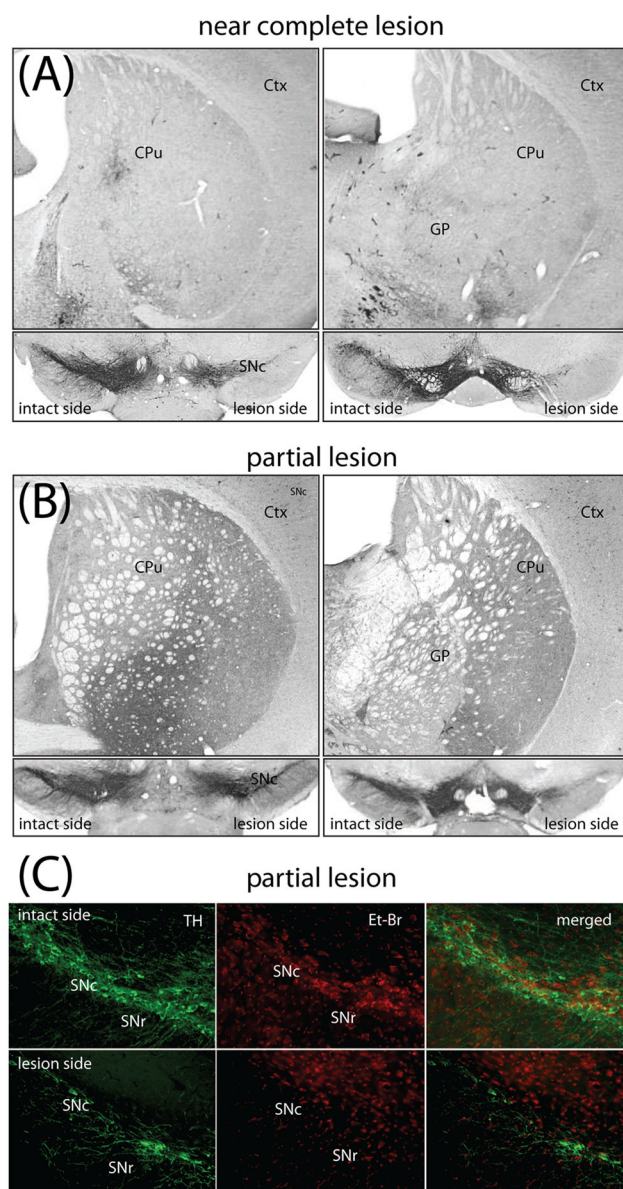 near complete lesion
(A)
Ctx
CPu
Ctx
CPu
GP
SNc
intact side
lesion side
intact side
lesion side
partial lesion
(B)
SNc
Ctx
CPu
Ctx
CPu
GP
SNc
intact side
lesion side
intact side
lesion side
(C)
partial lesion
intact side
TH
SNc
SNr
Et-Br
SNc
SNr
merged
lesion side
SNc
SNr
SNc
SNr